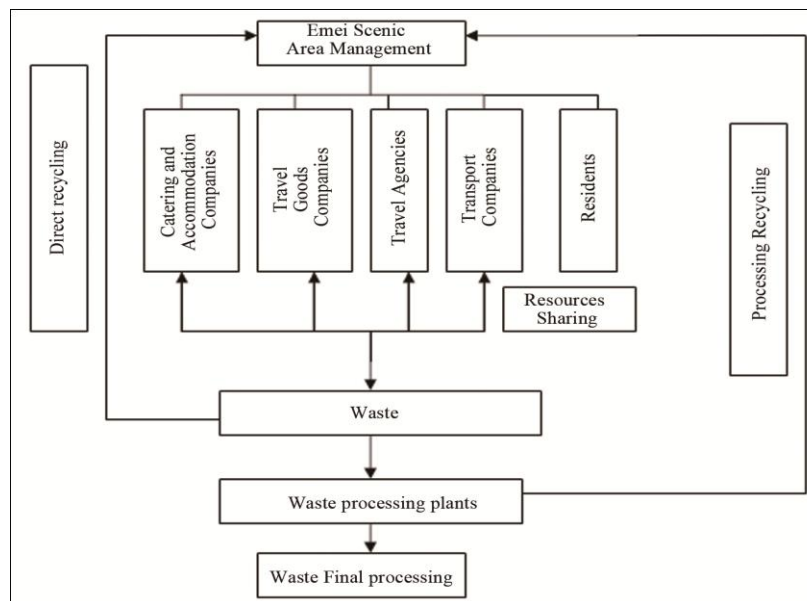 Emei Scenic
Area Management
Direct recycling
Catering and
Accommodation
Companies
Travel
Goods
Companies
Travel Agencies
Transport
Companies
Residents
Processing Recycling
Resources
Sharing
Waste
Waste processing plants
Waste Final processing